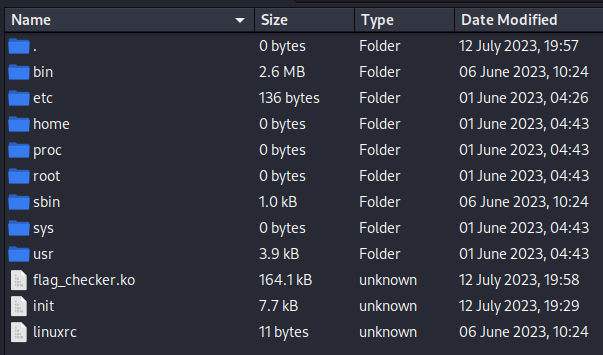 Name Size Type Date Modified
. 0 bytes Folder 12 July 2023, 19:57
bin 2.6 MB Folder 06 June 2023, 10:24
etc 136 bytes Folder 01 June 2023, 04:26
home 0 bytes Folder 01 June 2023, 04:43
proc 0 bytes Folder 01 June 2023, 04:43
root 0 bytes Folder 01 June 2023, 04:43
sbin 1.0 kB Folder 06 June 2023, 10:24
sys 0 bytes Folder 01 June 2023, 04:43
usr 3.9 kB Folder 01 June 2023, 04:43
flag_checker.ko 164.1 kB unknown 12 July 2023, 19:58
init 7.7 kB unknown 12 July 2023, 19:29
linuxrc 11 bytes unknown 06 June 2023, 10:24